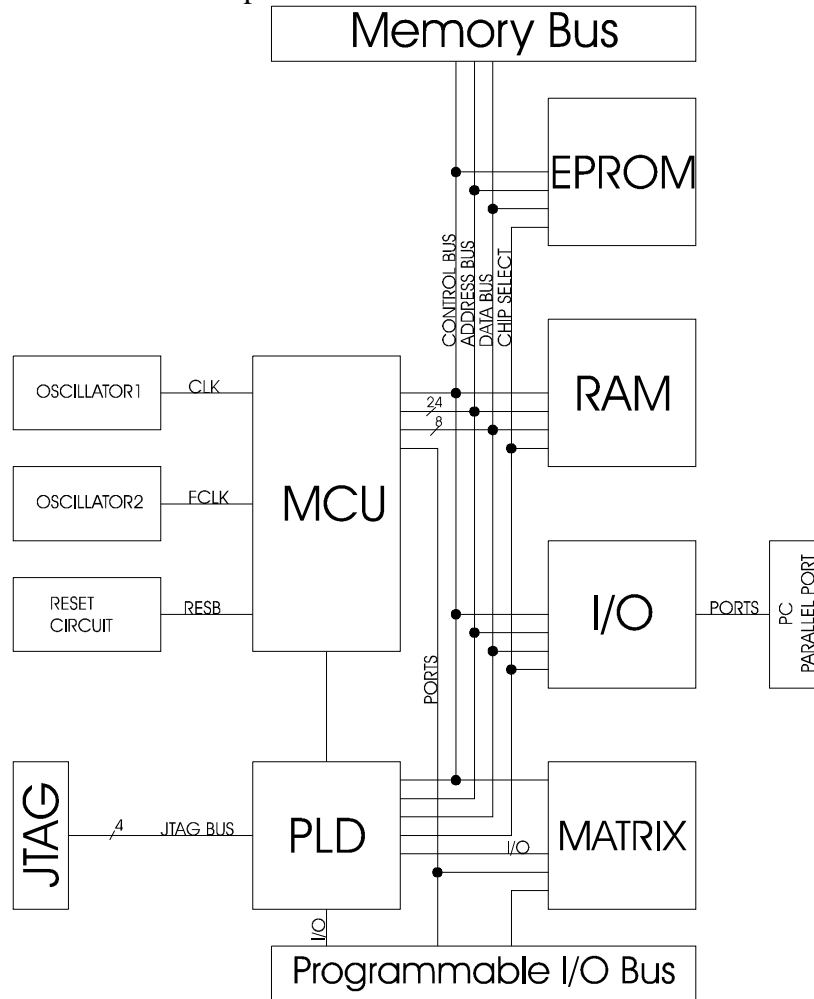 Memory Bus
EPROM
CONTROL BUS
ADDRESS BUS
DATA BUS
CHIP SELECT
OSCILLATOR1
CLK
MCU
24
8
RAM
OSCILLATOR2
FCLK
RESET
CIRCUIT
RESB
I/O
PORTS
PC
PARALLEL PORT
PORTS
JTAG
4
JTAG BUS
PLD
I/O
MATRIX
I/O
Programmable I/O Bus